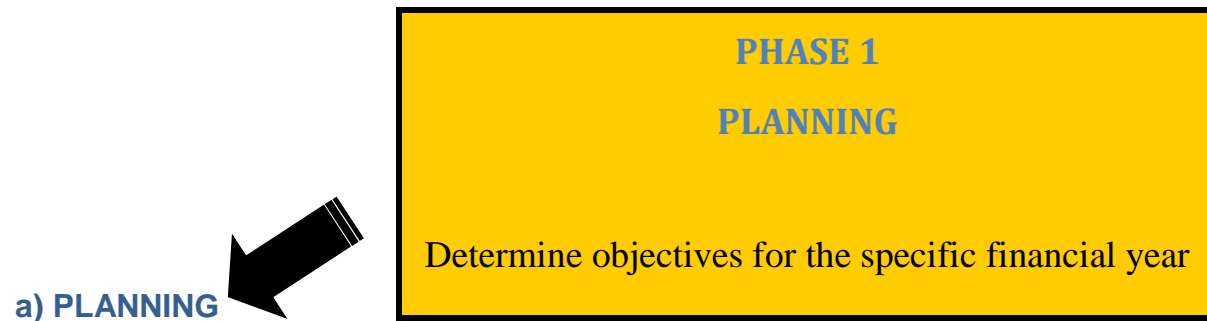 PHASE 1
PLANNING
Determine objectives for the specific financial year
a) PLANNING